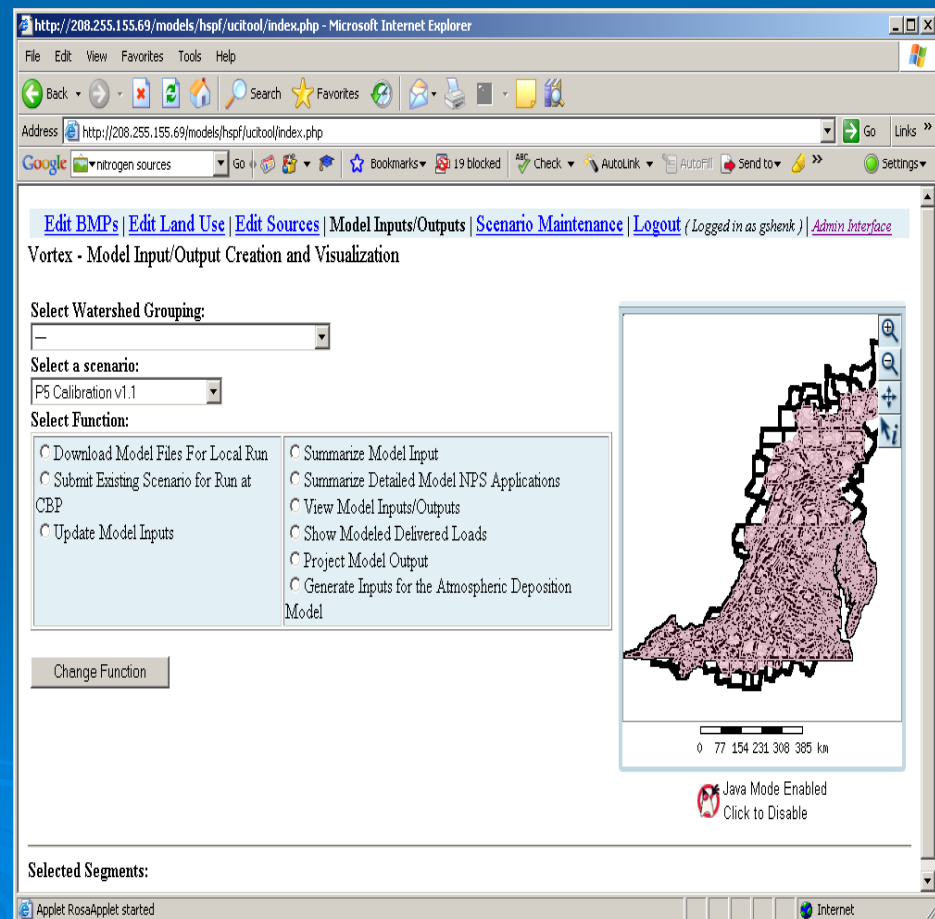 http://208.255.155.69/models/hspf/ucitool/index.php - Microsoft Internet Explorer
File Edit View Favorites Tools Help
Back Search Favorites
Address http://208.255.155.69/models/hspf/ucitool/index.php Go Links »
Google nitrogen sources Go Bookmarks 19 blocked ABC Check AutoLink AutoFill Send to » Settings
Edit BMPs | Edit Land Use | Edit Sources | Model Inputs/Outputs | Scenario Maintenance | Logout ( Logged in as gshenk ) | Admin Interface
Vortex - Model Input/Output Creation and Visualization
Select Watershed Grouping:
---
Select a scenario:
P5 Calibration v1.1
Select Function:
Download Model Files For Local Run
Submit Existing Scenario for Run at
CBP
Update Model Inputs
Summarize Model Input
Summarize Detailed Model NPS Applications
View Model Inputs/Outputs
Show Modeled Delivered Loads
Project Model Output
Generate Inputs for the Atmospheric Deposition
Model
Change Function
i
0 77 154 231 308 385 km
Java Mode Enabled
Click to Disable
Selected Segments:
Applet RosaApplet started Internet